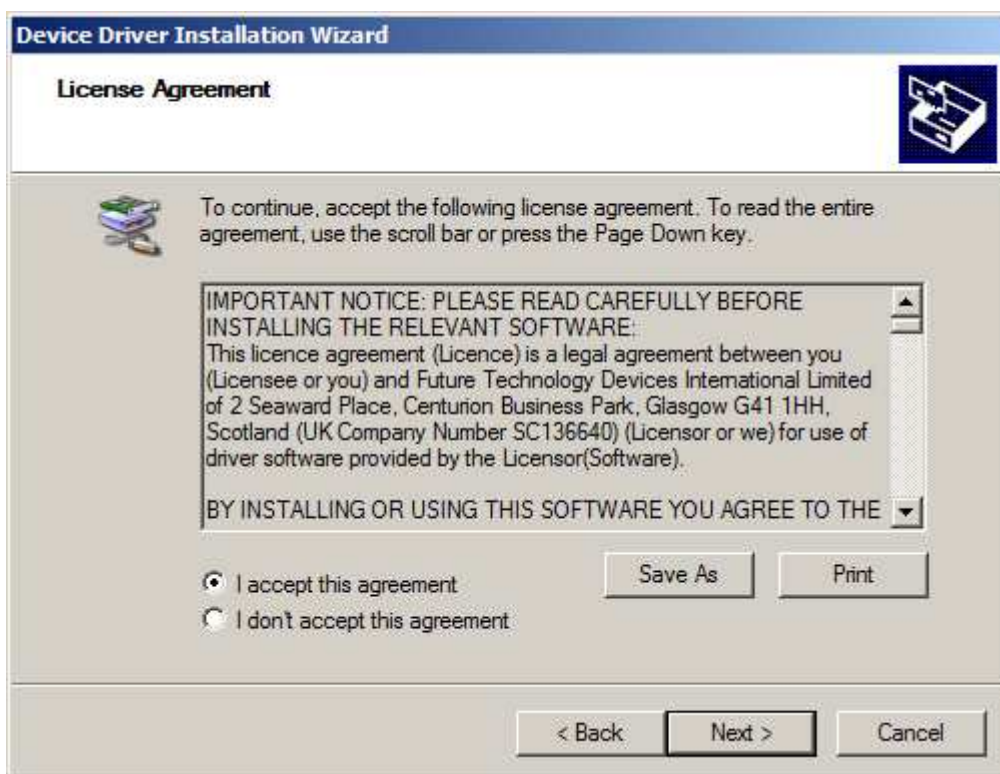 Device Driver Installation Wizard
License Agreement
To continue, accept the following license agreement. To read the entire
agreement, use the scroll bar or press the Page Down key.
IMPORTANT NOTICE: PLEASE READ CAREFULLY BEFORE
INSTALLING THE RELEVANT SOFTWARE:
This licence agreement (Licence) is a legal agreement between you
(Licensee or you) and Future Technology Devices International Limited
of 2 Seaward Place, Centurion Business Park, Glasgow G41 1HH,
Scotland (UK Company Number SC136640) (Licensor or we) for use of
driver software provided by the Licensor(Software).
BY INSTALLING OR USING THIS SOFTWARE YOU AGREE TO THE
I accept this agreement
Save As
Print
I don't accept this agreement
< Back
Next >
Cancel